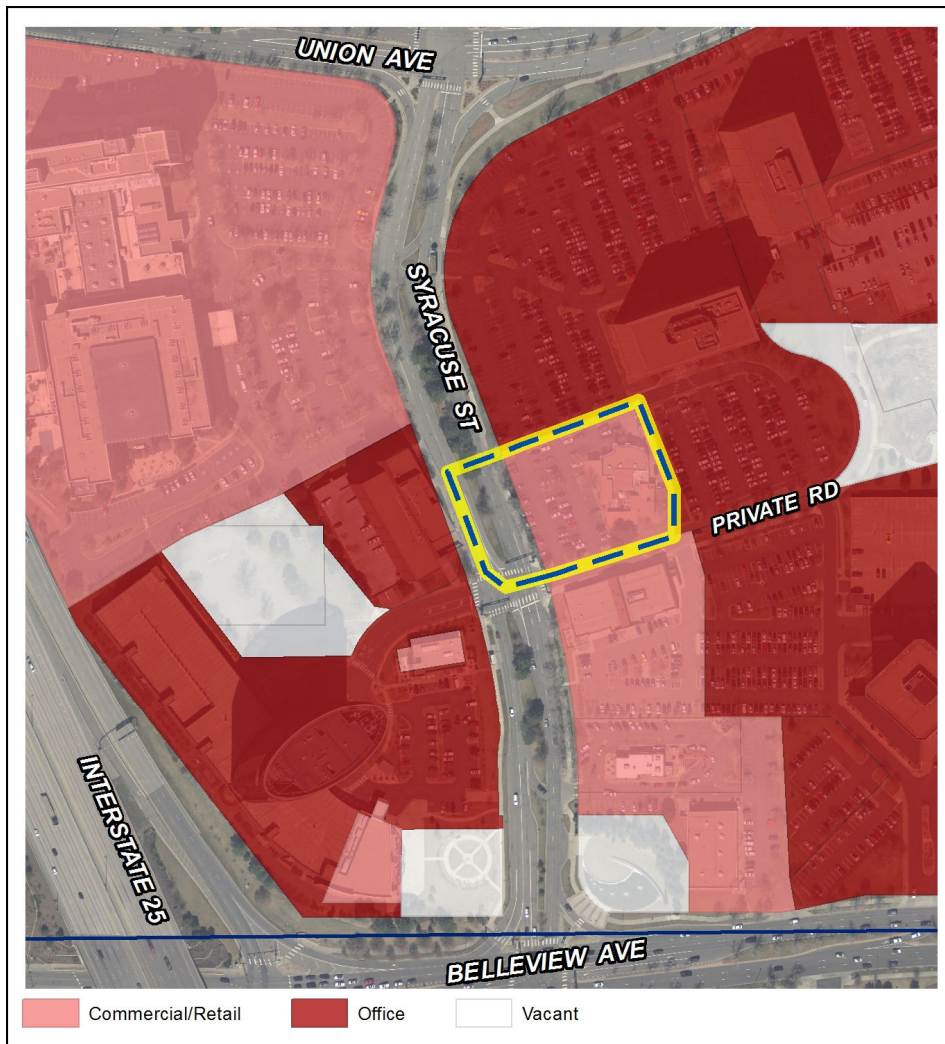 UNION AVE
SYRACUSE ST
PRIVATE RD
INTERSTATE 25
BELLEVIEW AVE
Commercial/Retail
Office
Vacant